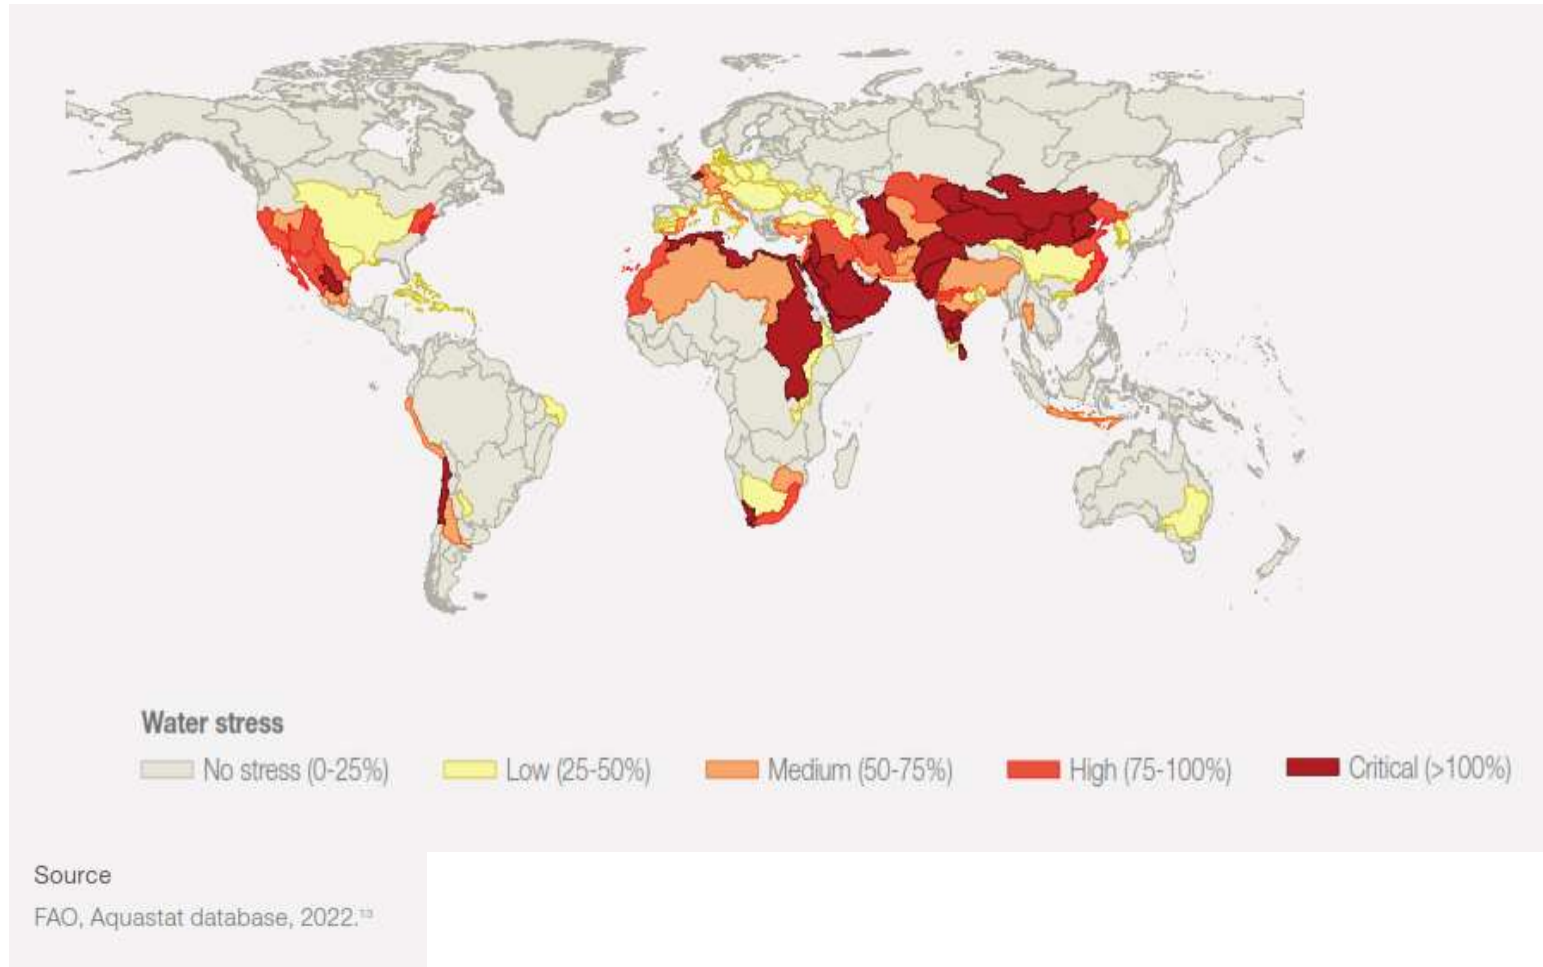 Water stress
No stress (0-25%) Low (25-50%) Medium (50-75%) High (75-100%) Critical (>100%)
Source
FAO, Aquastat database, 2022.¹³